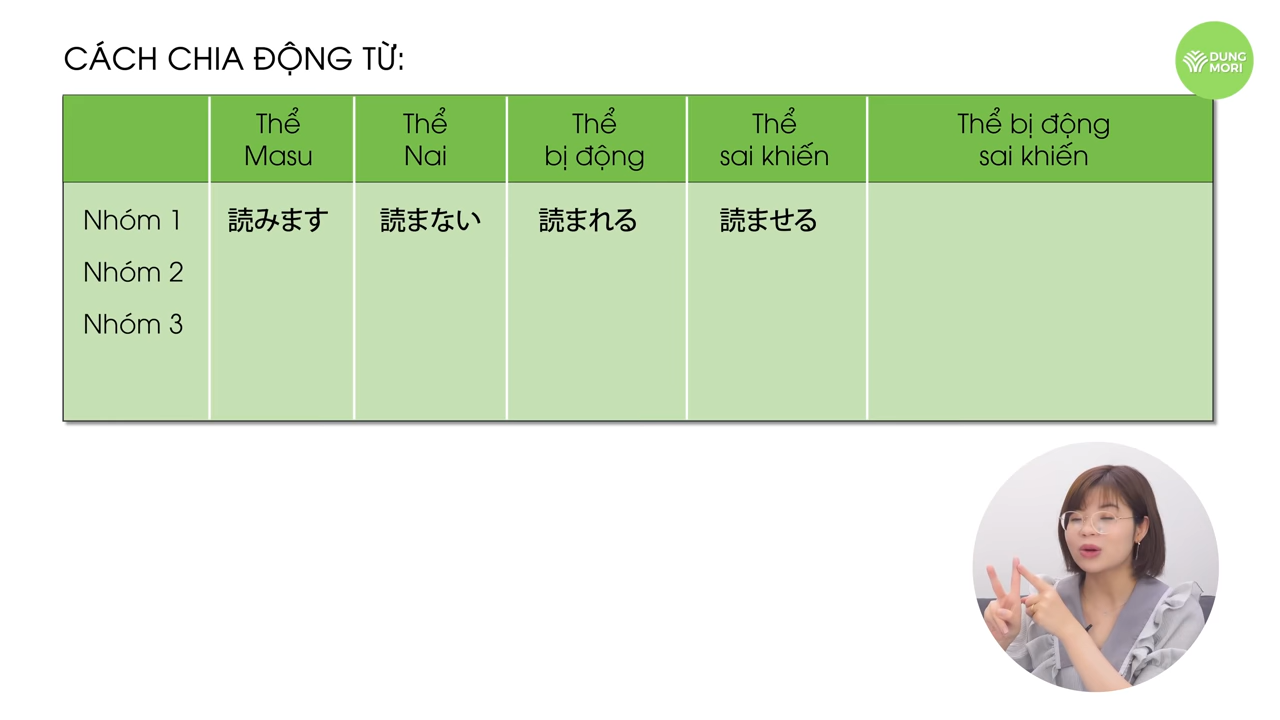 CÁCH CHIA ĐỘNG TỪ:
DUNG
MORI
Thể
Masu
Thể
Nai
Thể
bị động
Thể
sai khiến
Thể bị động
sai khiến
Nhóm 1
読みます
読まない
読まれる
読ませる
Nhóm 2
Nhóm 3